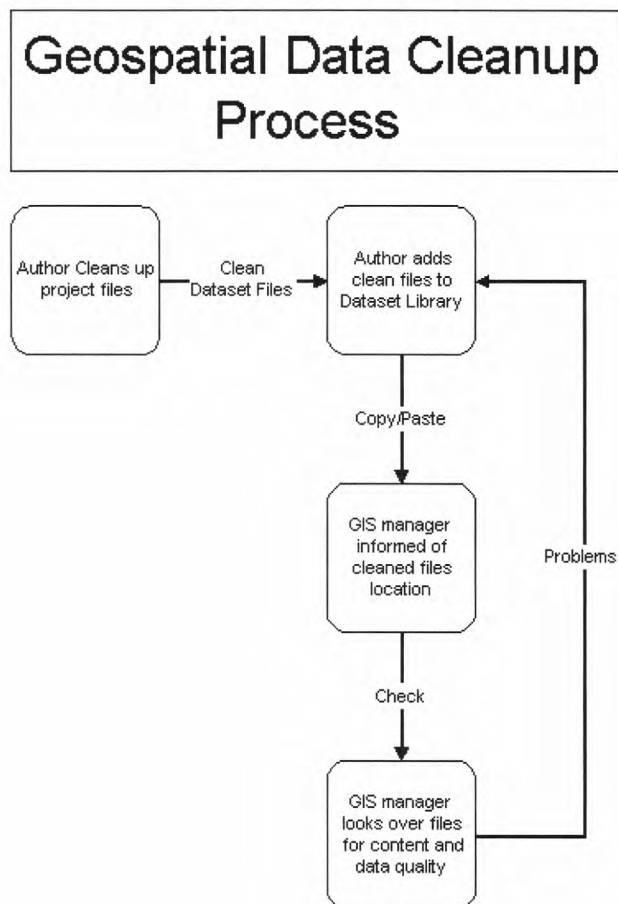 Geospatial Data Cleanup
Process
Author Cleans up
project files
Clean
Dataset Files
Author adds
clean files to
Dataset Library
Copy/Paste
GIS manager
informed of
cleaned files
location
Problems
Check
GIS manager
looks over files
for content and
data quality